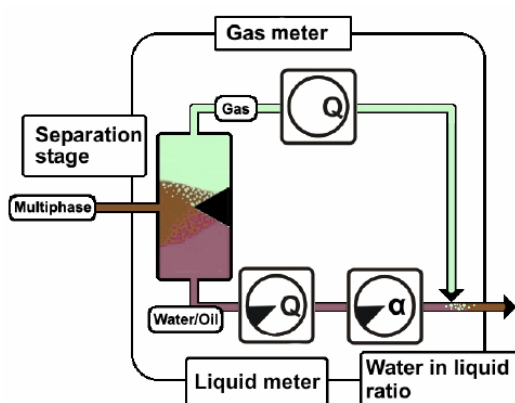 Gas meter
Gas
Q
Separation
stage
Multiphase
Water/Oil
Q
α
Liquid meter
Water in liquid
ratio